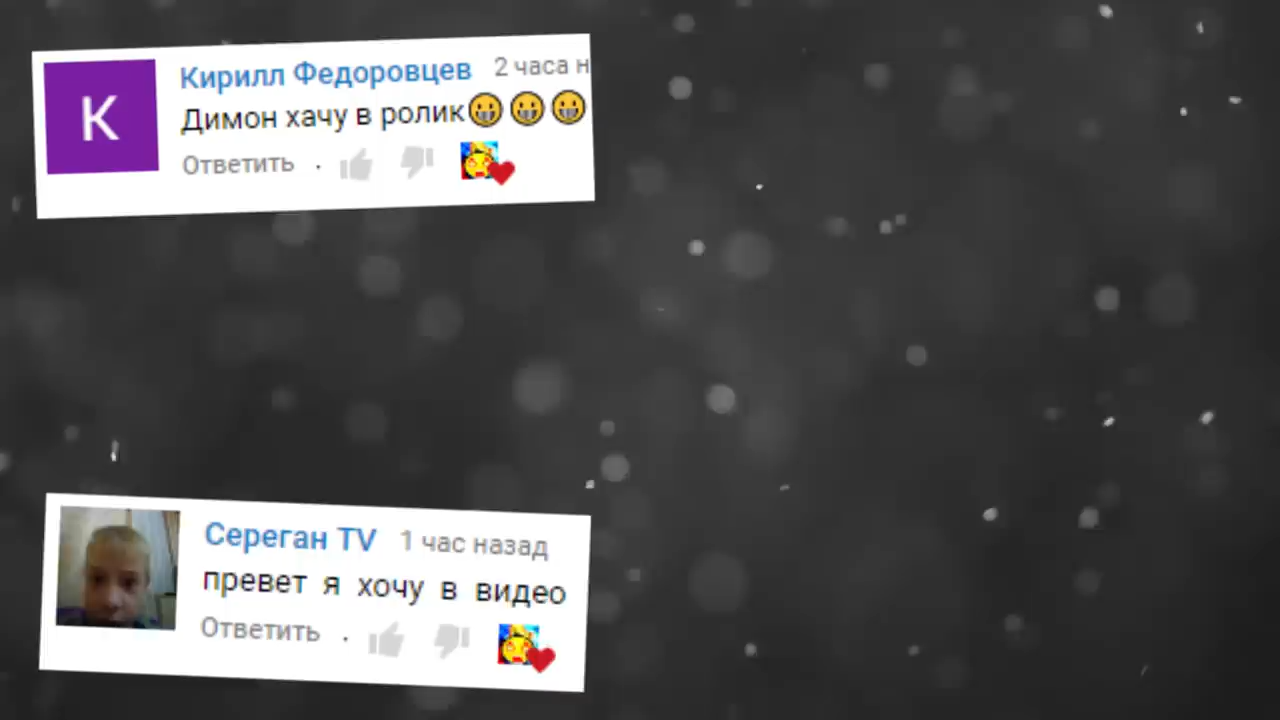 K
Кирилл Федоровцев 2 часа н
Димон хачу в ролик😀😀😀
Ответить ·
Сереган TV 1 час назад
превет я хочу в видео
Ответить ·